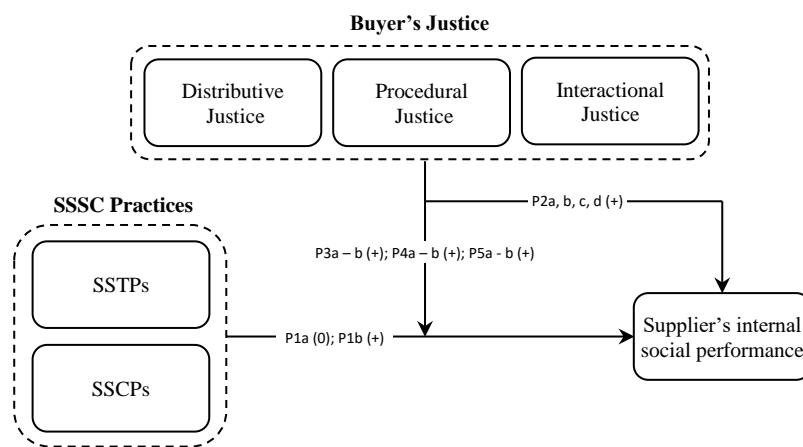 Buyer’s Justice
Distributive
Justice
Procedural
Justice
Interactional
Justice
SSSC Practices
P2a, b, c, d (+)
P3a – b (+); P4a – b (+); P5a - b (+)
SSTPs
P1a (0); P1b (+)
Supplier’s internal
social performance
SSCPs